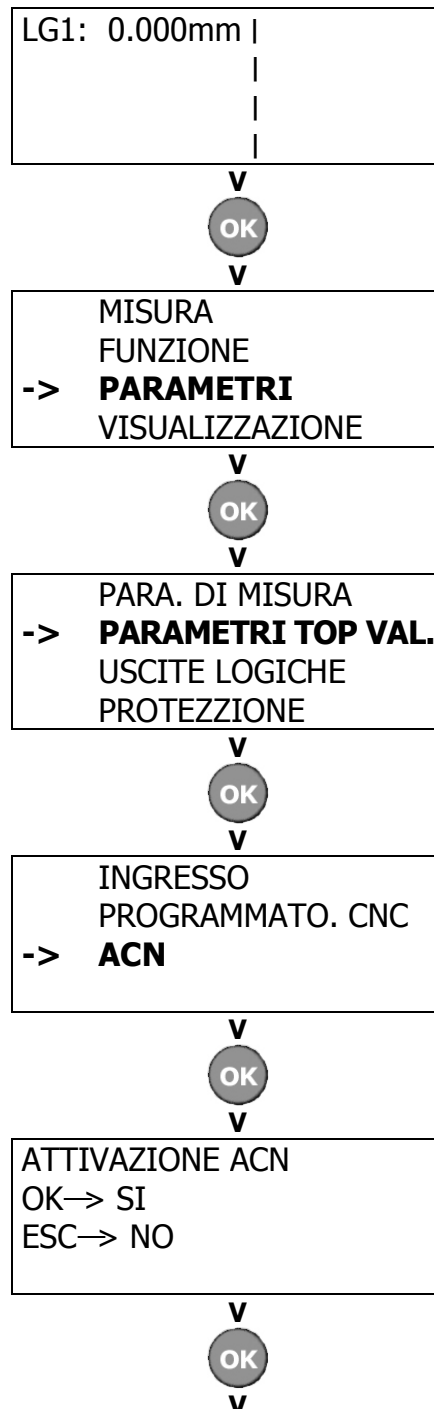 LG1: 0.000mm |
|
|
|
v
OK
v
MISURA
FUNZIONE
-> PARAMETRI
VISUALIZZAZIONE
v
OK
v
PARA. DI MISURA
-> PARAMETRI TOP VAL.
USCITE LOGICHE
PROTEZZIONE
v
OK
v
INGRESSO
PROGRAMMATO. CNC
-> ACN
v
OK
v
ATTIVAZIONE ACN
OK—> SI
ESC—> NO
v
OK
v